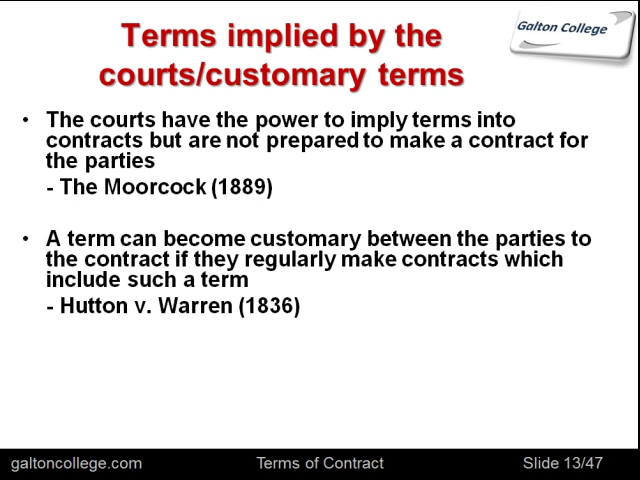 Terms implied by the
courts/customary terms
Galton College
• The courts have the power to imply terms into
contracts but are not prepared to make a contract for
the parties
- The Moorcock (1889)
• A term can become customary between the parties to
the contract if they regularly make contracts which
include such a term
- Hutton v. Warren (1836)
galtoncollege.com Terms of Contract Slide 13/47